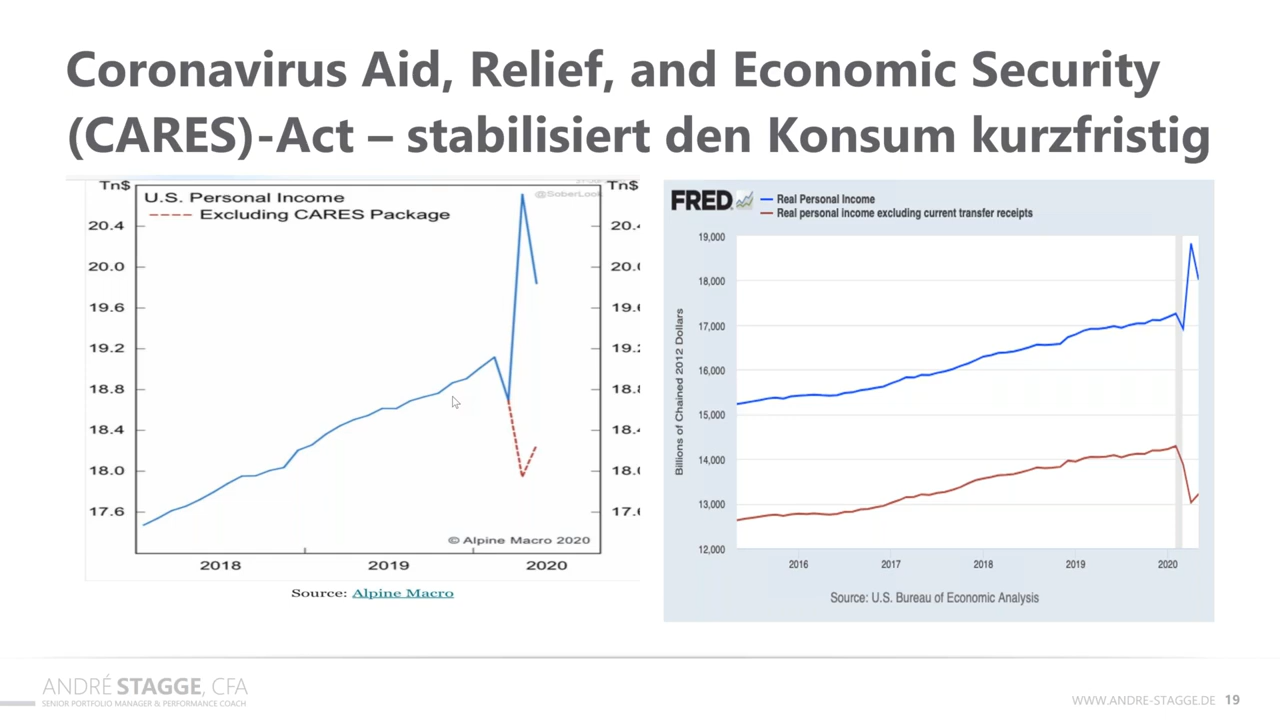 Coronavirus Aid, Relief, and Economic Security
(CARES)-Act – stabilisiert den Konsum kurzfristig
Tn$
U.S. Personal Income
Excluding CARES Package
@SoberLook
Tn$
20.4
20.0
19.6
19.2
18.8
18.4
18.0
17.6
© Alpine Macro 2020
2018 2019 2020
Source: Alpine Macro
FRED
Real Personal Income
Real personal income excluding current transfer receipts
Billions of Chained 2012 Dollars
19,000
18,000
17,000
16,000
15,000
14,000
13,000
12,000
2016 2017 2018 2019 2020
Source: U.S. Bureau of Economic Analysis
ANDRÉ STAGGE, CFA
SENIOR PORTFOLIO MANAGER & PERFORMANCE COACH
WWW.ANDRE-STAGGE.DE 19